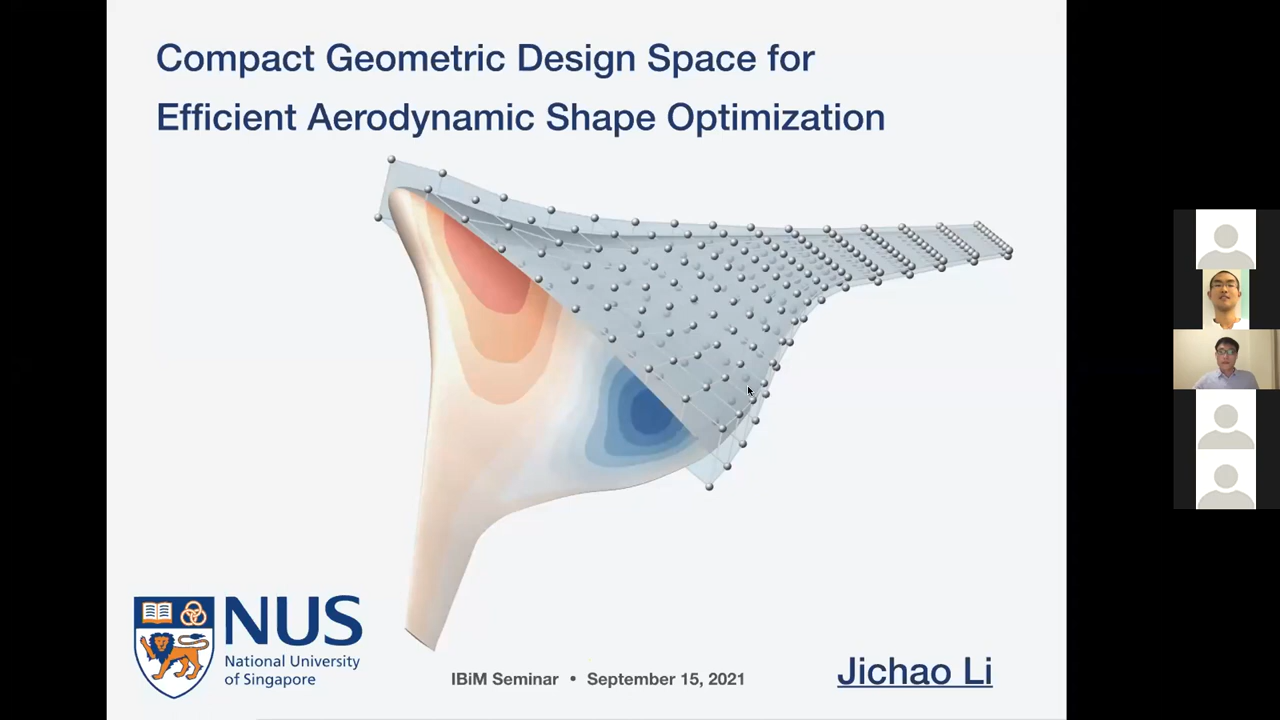 Compact Geometric Design Space for
Efficient Aerodynamic Shape Optimization
NUS
National University
of Singapore
IBiM Seminar • September 15, 2021
Jichao Li